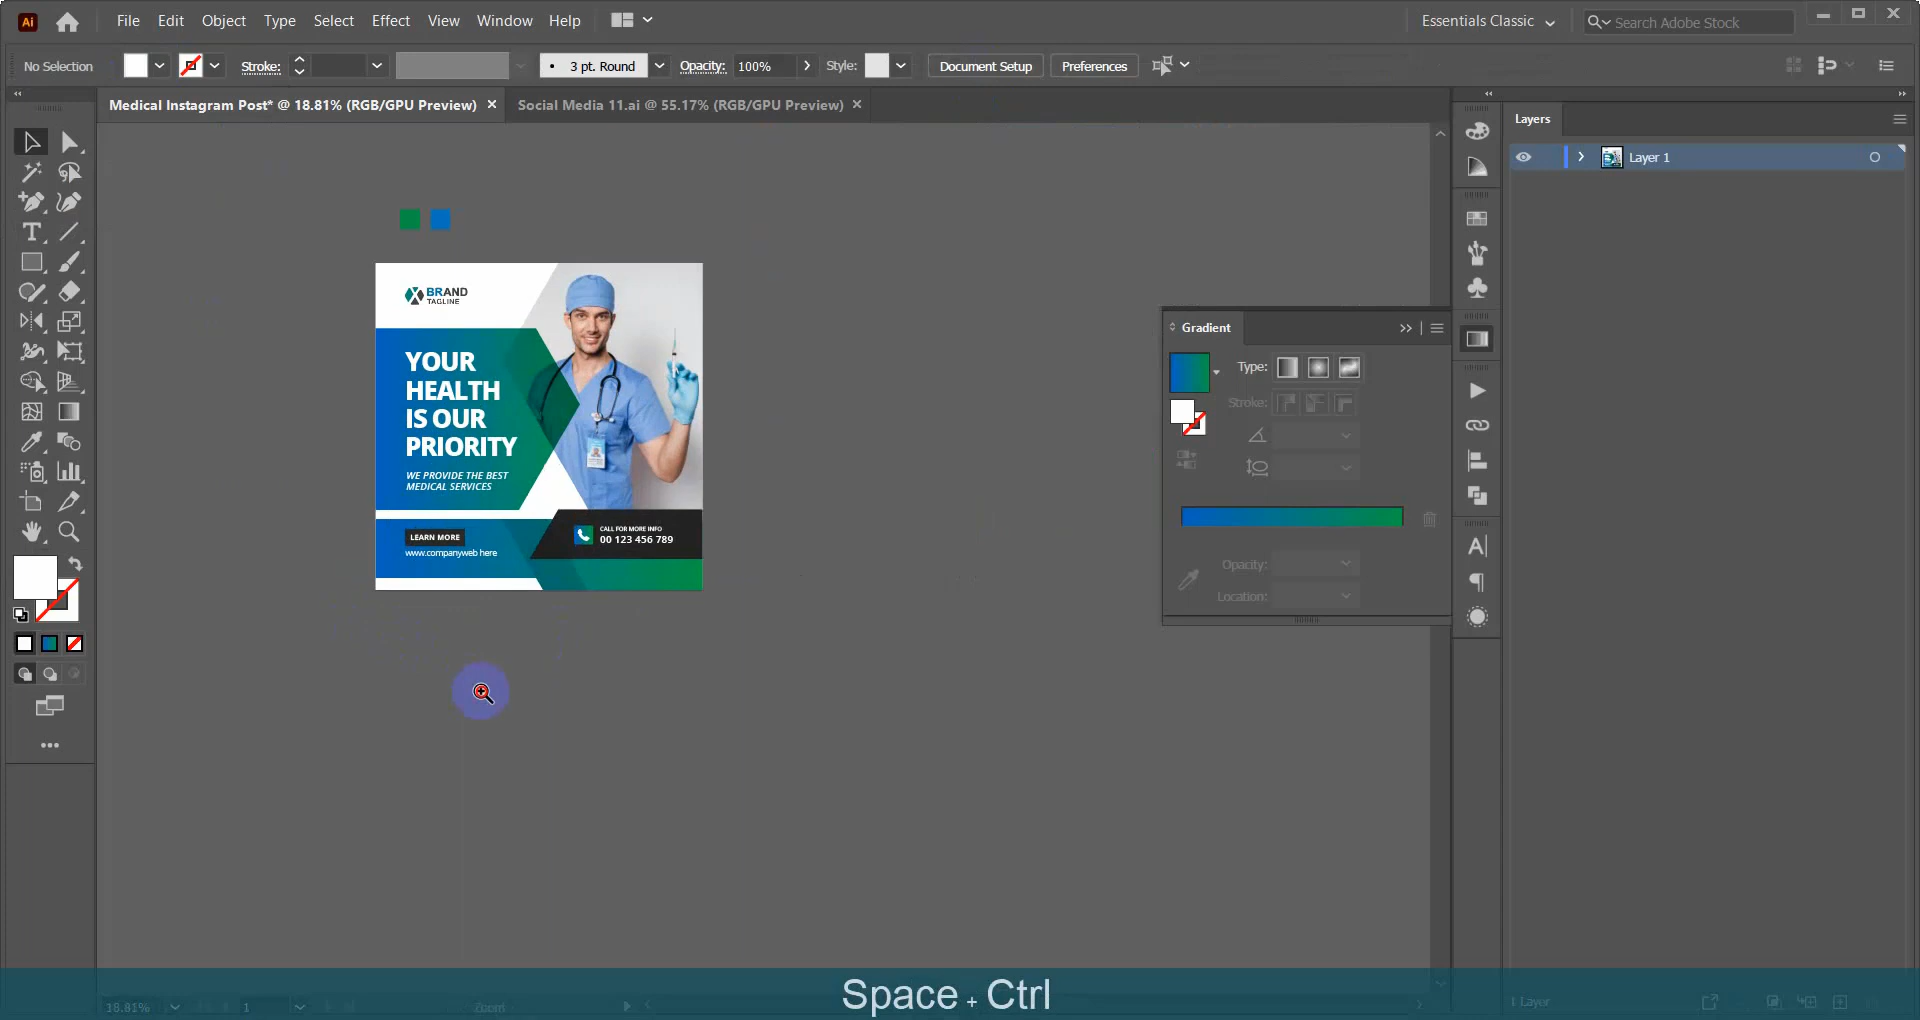 Ai File Edit Object Type Select Effect View Window Help Essentials Classic Search Adobe Stock
No Selection Stroke: 3 pt. Round Opacity: 100% Style: Document Setup Preferences
Medical Instagram Post* @ 18.81% (RGB/GPU Preview) × Social Media 11.ai @ 55.17% (RGB/GPU Preview) ×
Layers
Layer 1
BRAND
TAGLINE
YOUR
HEALTH
IS OUR
PRIORITY
WE PROVIDE THE BEST
MEDICAL SERVICES
LEARN MORE
www.companyweb here
CALL FOR MORE INFO
00 123 456 789
Gradient
Type:
Stroke:
Opacity:
Location:
Space + Ctrl
18.81% 1 Zoom 1 Layer